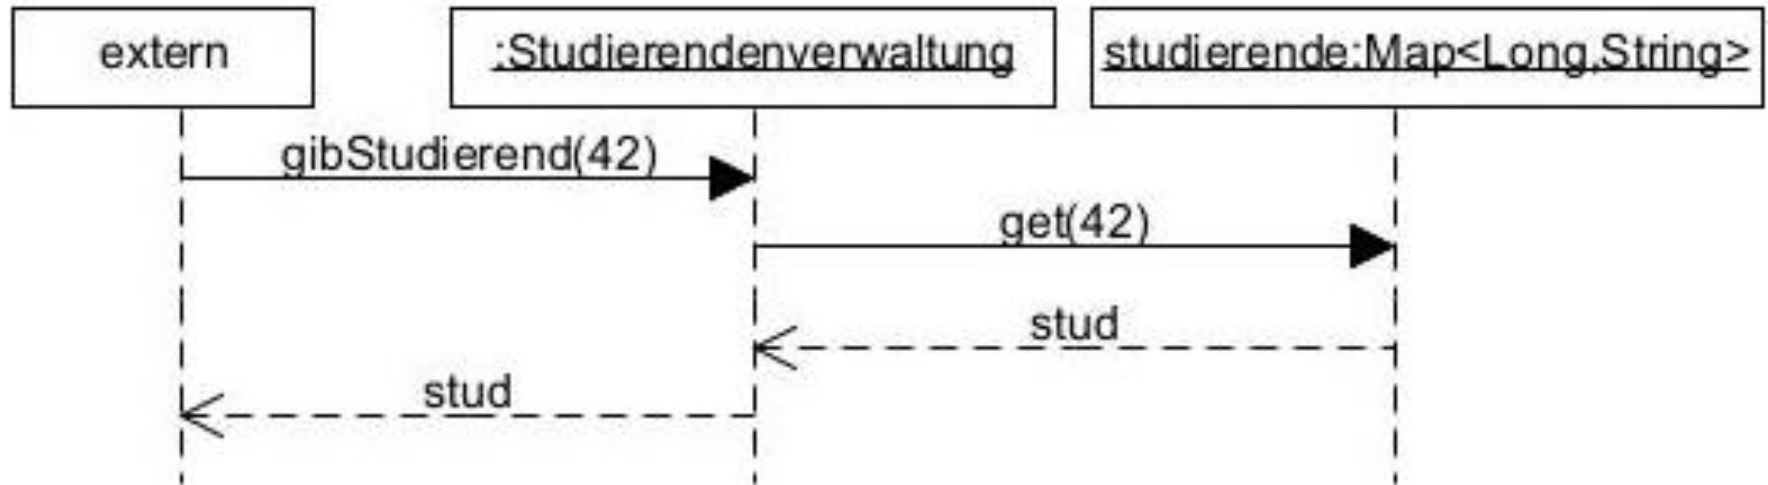 extern
:Studierendenverwaltung
studierende:Map<Long,String>
gibStudierend(42)
get(42)
stud
stud